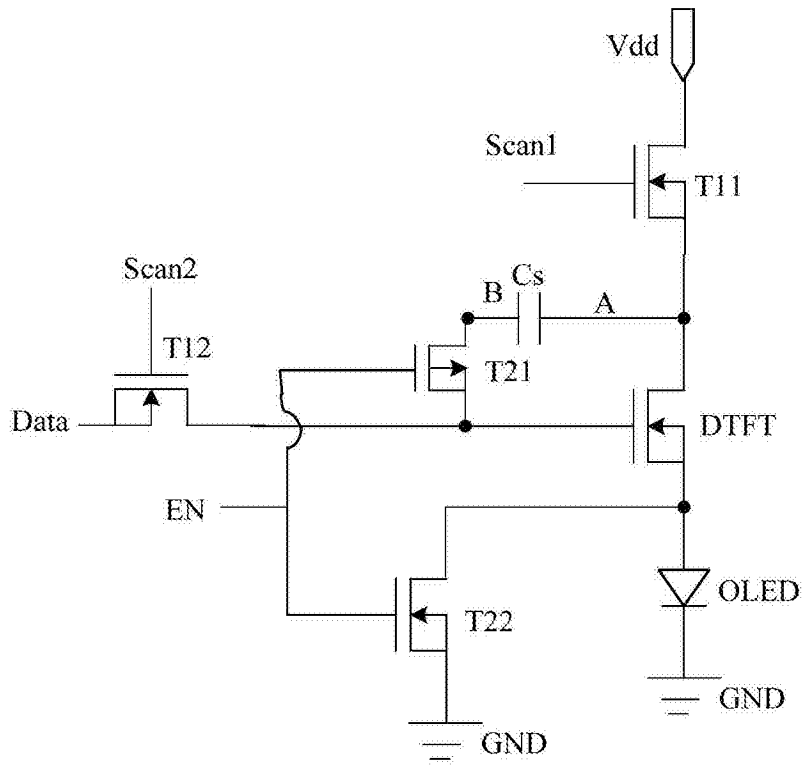 Vdd
Scan1
T11
Scan2
B
Cs
A
T12
T21
Data
DTFT
EN
OLED
T22
GND
GND